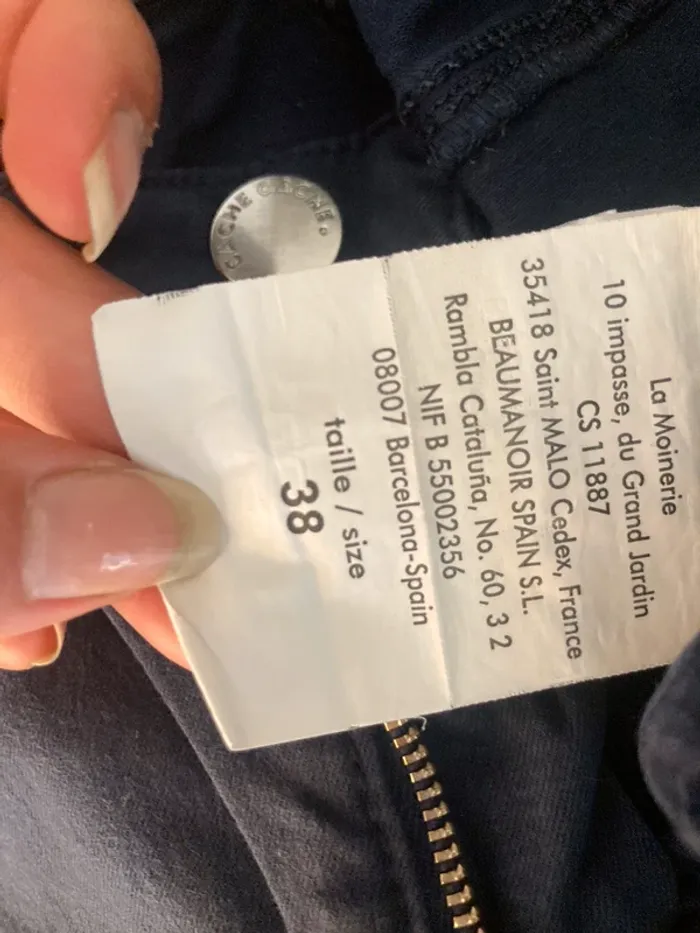 CACHE CACHE.
La Moinerie
10 impasse, du Grand Jardin
CS 11887
35418 Saint MALO Cedex, France
BEAUMANOIR SPAIN S.L.
Rambla Cataluña, No. 60, 3 2
NIF B 55002356
08007 Barcelona-Spain
taille / size
38